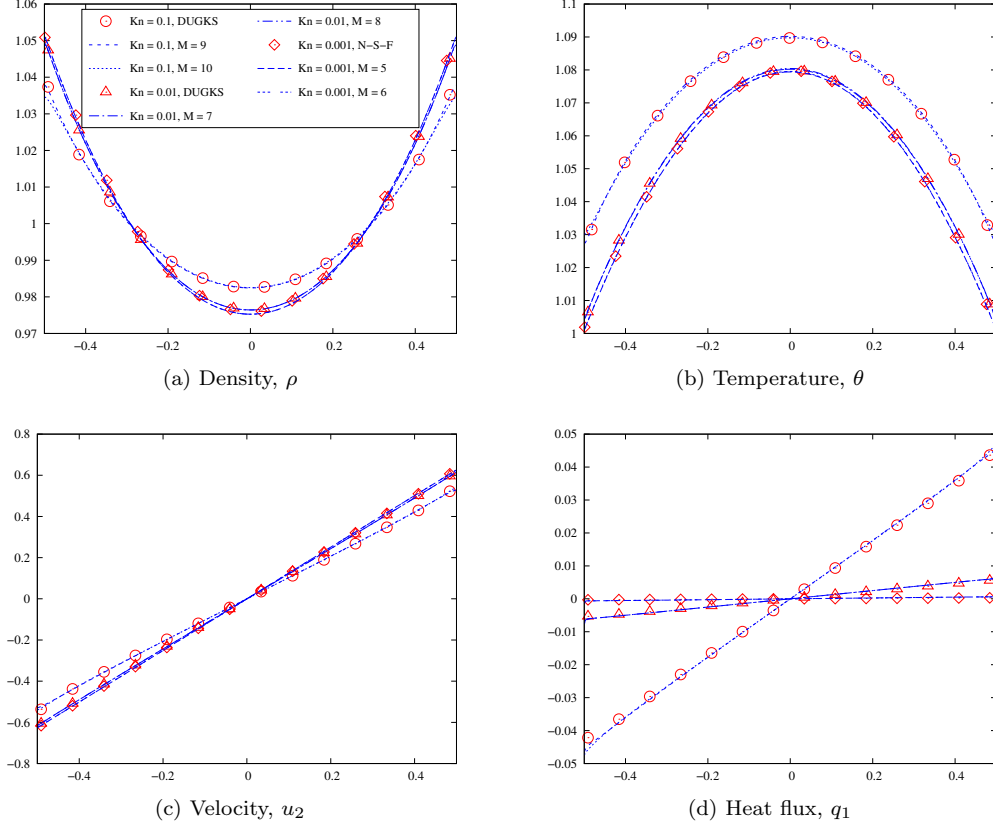 1.06
1.05
1.04
1.03
1.02
1.01
1
0.99
0.98
0.97
−0.4 −0.2 0 0.2 0.4
Kn = 0.1, DUGKS
Kn = 0.1, M = 9
Kn = 0.1, M = 10
Kn = 0.01, DUGKS
Kn = 0.01, M = 7
Kn = 0.01, M = 8
Kn = 0.001, N−S−F
Kn = 0.001, M = 5
Kn = 0.001, M = 6
(a) Density, ρ
1.1
1.09
1.08
1.07
1.06
1.05
1.04
1.03
1.02
1.01
1
−0.4 −0.2 0 0.2 0.4
(b) Temperature, θ
0.8
0.6
0.4
0.2
0
−0.2
−0.4
−0.6
−0.8
−0.4 −0.2 0 0.2 0.4
(c) Velocity, u₂
0.05
0.04
0.03
0.02
0.01
0
−0.01
−0.02
−0.03
−0.04
−0.05
−0.4 −0.2 0 0.2 0.4
(d) Heat flux, q₁